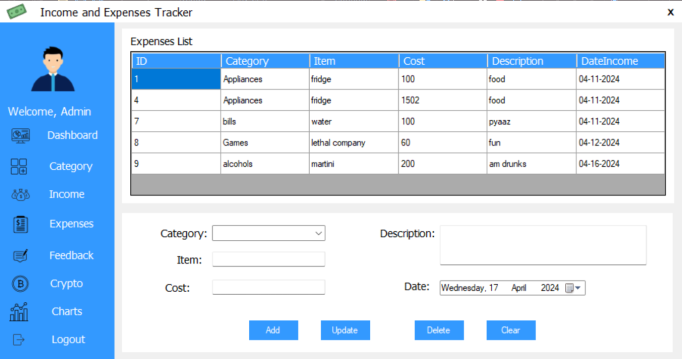 Income and Expenses Tracker X
Welcome, Admin
Dashboard
Category
Income
Expenses
Feedback
Crypto
Charts
Logout
Expenses List
ID Category Item Cost Description DateIncome
1 Appliances fridge 100 food 04-11-2024
4 Appliances fridge 1502 food 04-11-2024
7 bills water 100 pyaaz 04-11-2024
8 Games lethal company 60 fun 04-12-2024
9 alcohols martini 200 am drunks 04-16-2024
Category: Description:
Item:
Cost: Date: Wednesday, 17 April 2024
Add Update Delete Clear